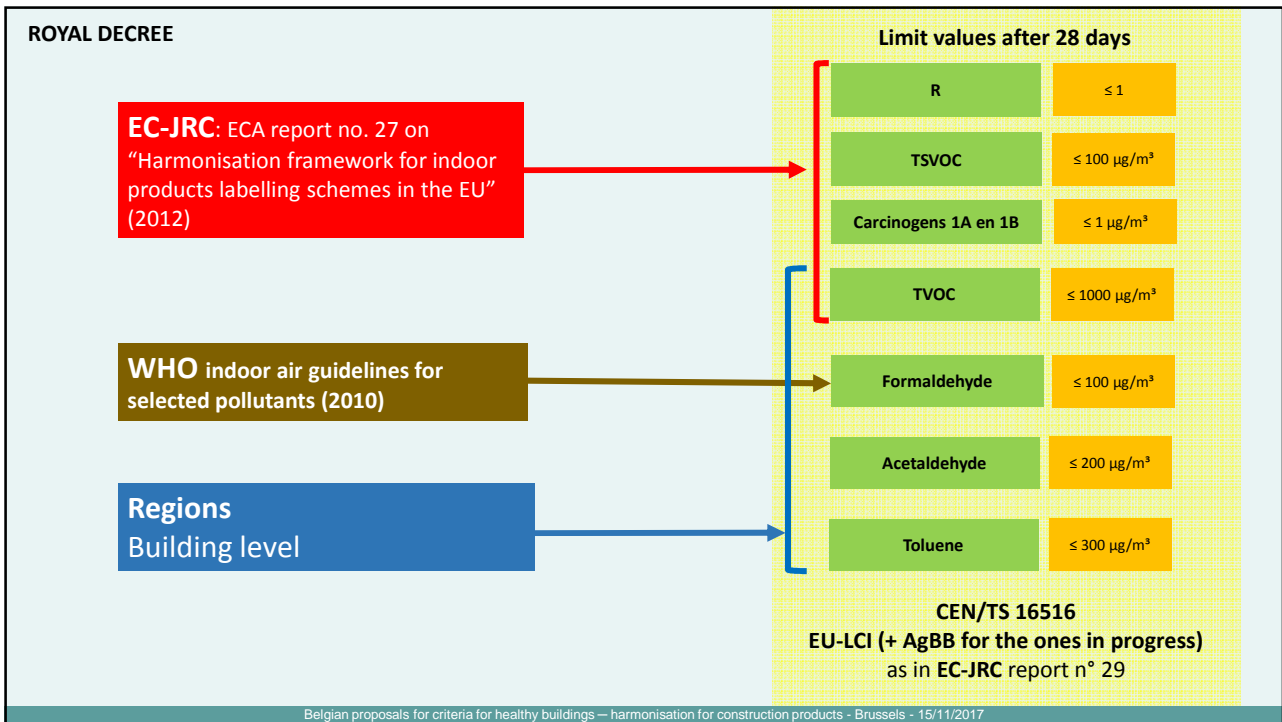 ROYAL DECREE
EC-JRC: ECA report no. 27 on
“Harmonisation framework for indoor
products labelling schemes in the EU”
(2012)
WHO indoor air guidelines for
selected pollutants (2010)
Regions
Building level
Limit values after 28 days
R ≤ 1
TSVOC ≤ 100 µg/m³
Carcinogens 1A en 1B ≤ 1 µg/m³
TVOC ≤ 1000 µg/m³
Formaldehyde ≤ 100 µg/m³
Acetaldehyde ≤ 200 µg/m³
Toluene ≤ 300 µg/m³
CEN/TS 16516
EU-LCI (+ AgBB for the ones in progress)
as in EC-JRC report n° 29
Belgian proposals for criteria for healthy buildings — harmonisation for construction products - Brussels - 15/11/2017